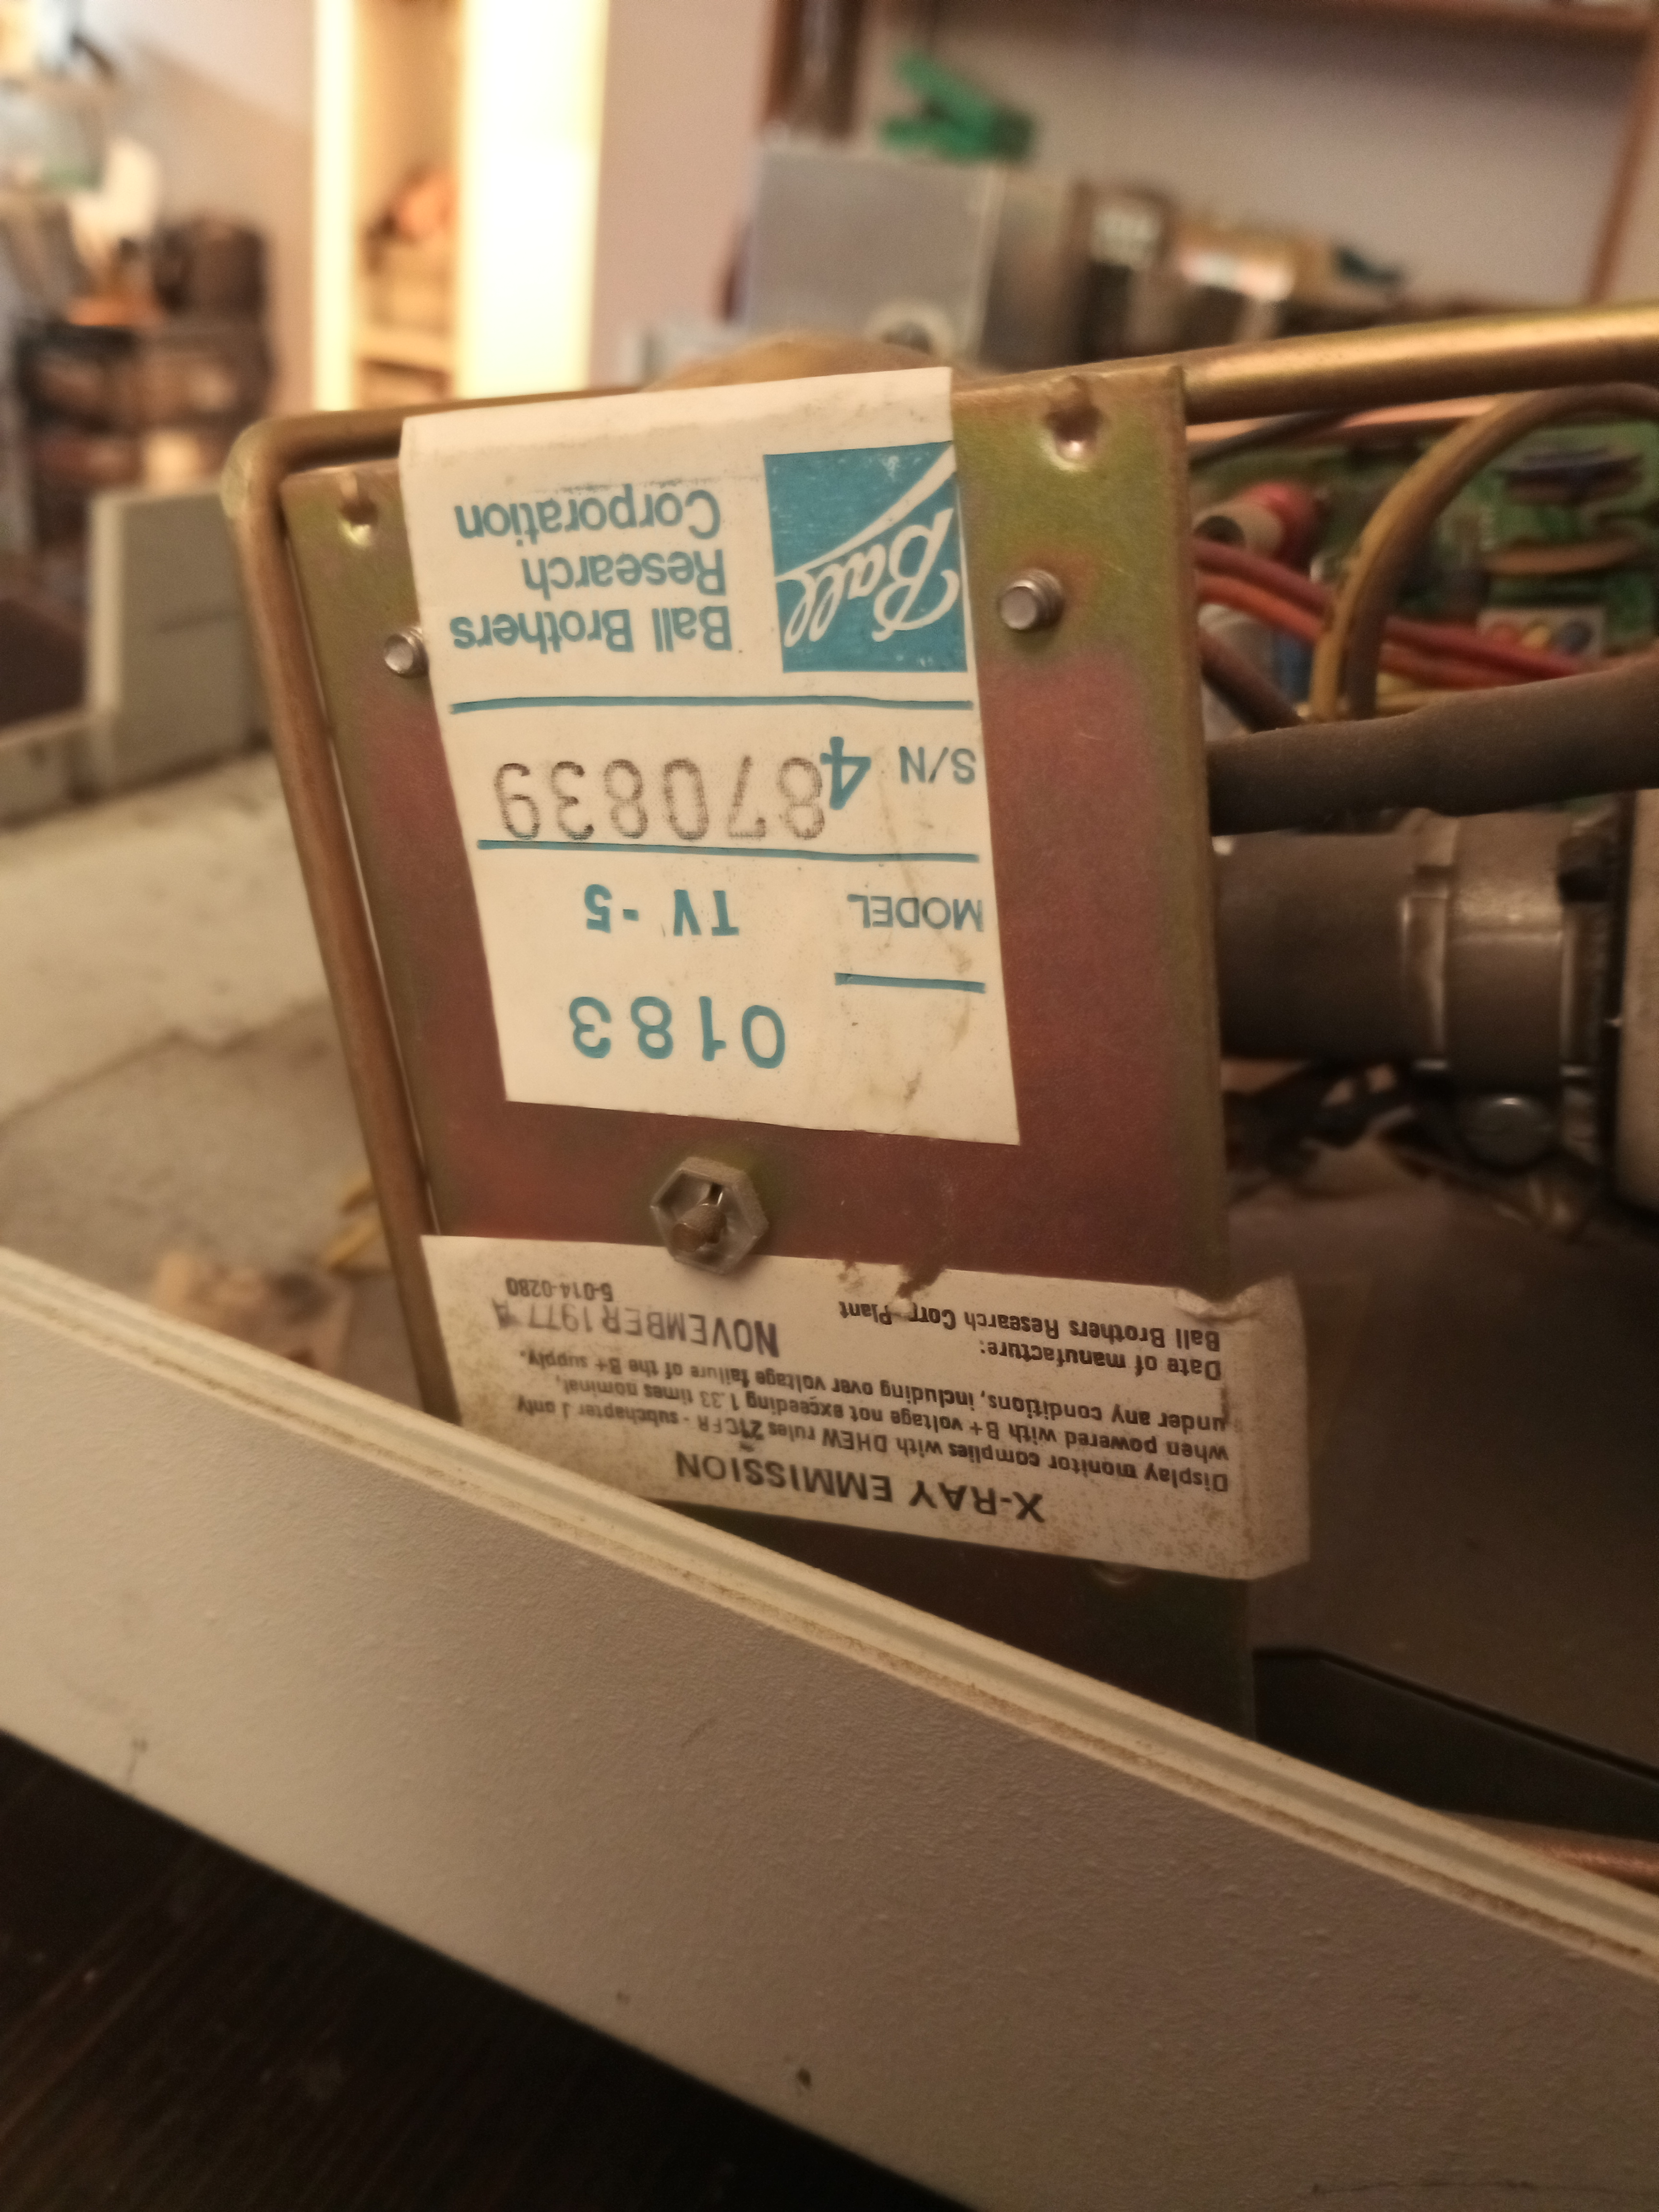 Ball
Ball Brothers
Research
Corporation
S/N 4870839
MODEL TV-5
0183
X-RAY EMMISSION
Display monitor complies with DHEW rules 21CFR - subchapter J only
when powered with B+ voltage not exceeding 1.33 times nominal,
under any conditions, including over voltage failure of the B+ supply.
Date of manufacture: NOVEMBER 1977 A
Ball Brothers Research Corp. Plant 5-014-0280